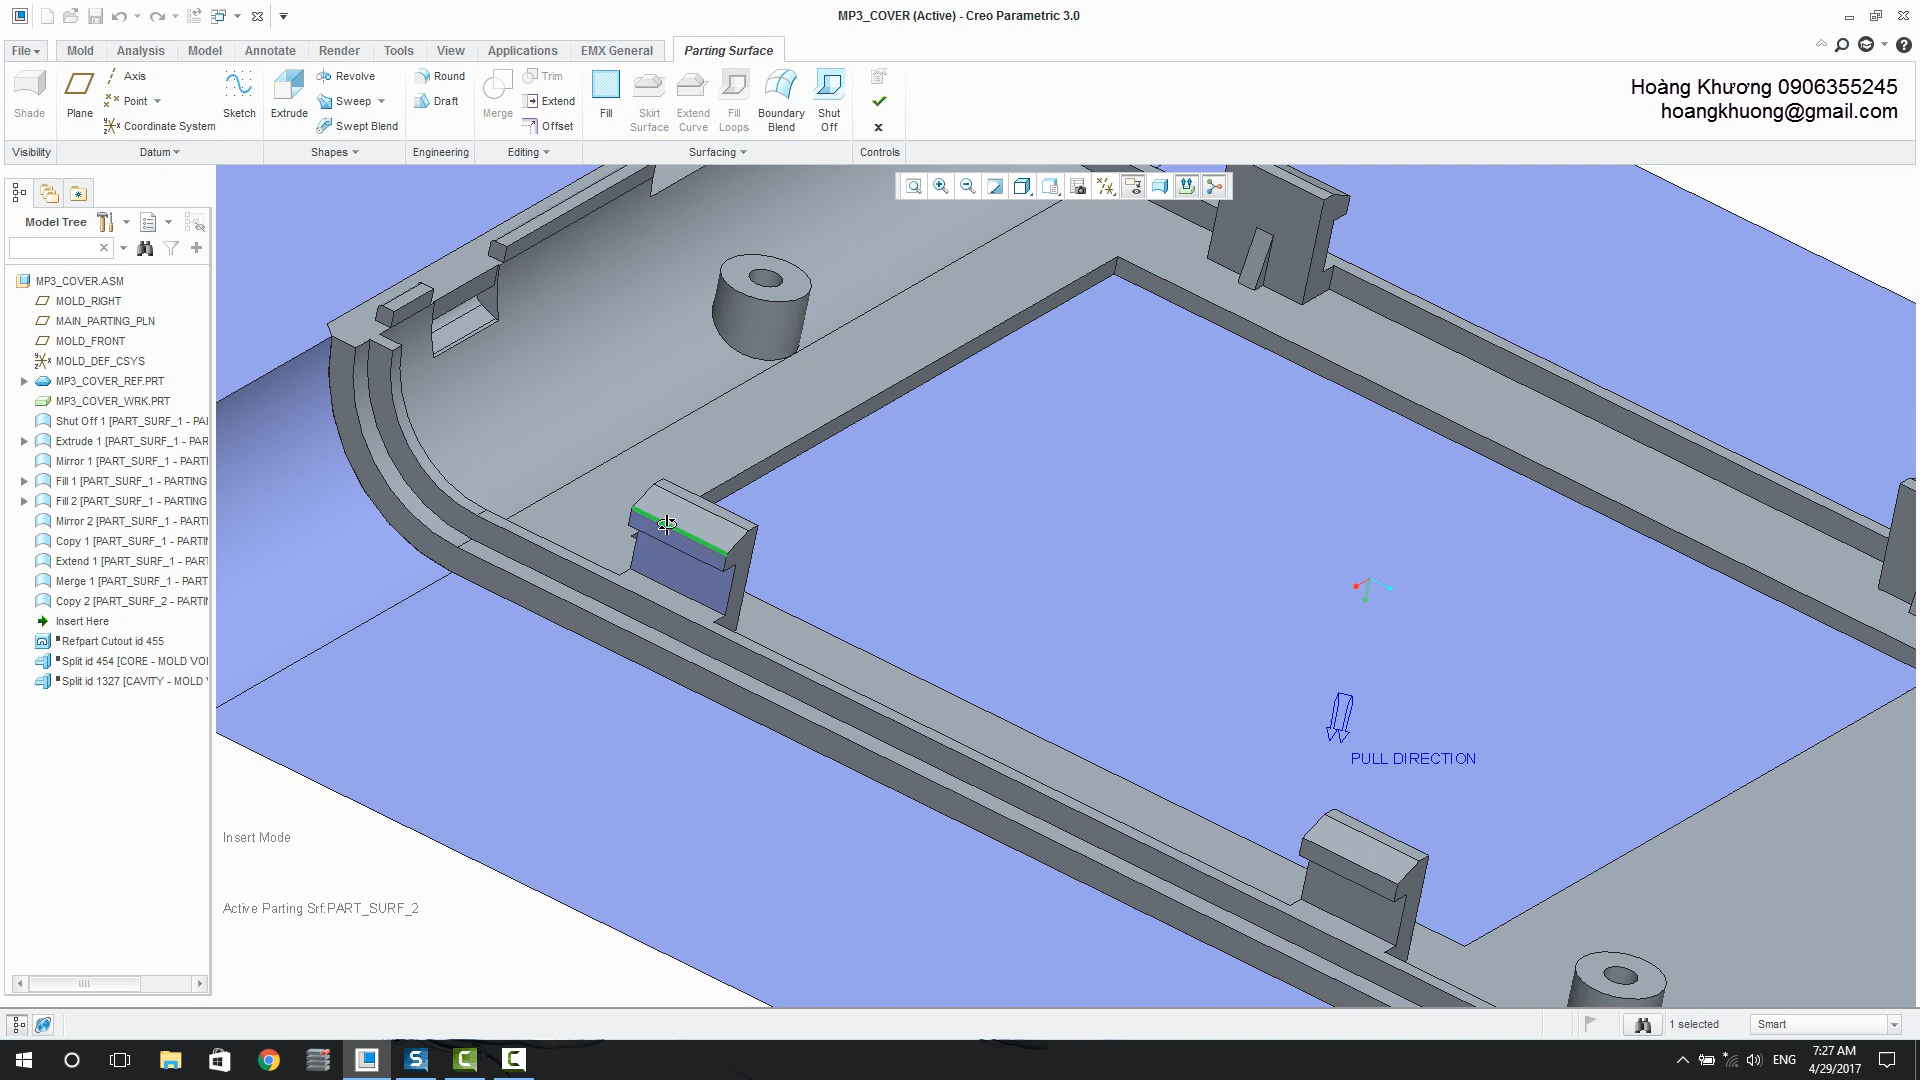 MP3_COVER (Active) - Creo Parametric 3.0
File
Mold
Analysis
Model
Annotate
Render
Tools
View
Applications
EMX General
Parting Surface
Shade
Plane
Axis
Point
Coordinate System
Sketch
Extrude
Revolve
Sweep
Swept Blend
Round
Draft
Merge
Trim
Extend
Offset
Fill
Skirt Surface
Extend Curve
Fill Loops
Boundary Blend
Shut Off
Visibility
Datum
Shapes
Engineering
Editing
Surfacing
Controls
Hoàng Khương 0906355245
hoangkhuong@gmail.com
Model Tree
MP3_COVER.ASM
MOLD_RIGHT
MAIN_PARTING_PLN
MOLD_FRONT
MOLD_DEF_CSYS
MP3_COVER_REF.PRT
MP3_COVER_WRK.PRT
Shut Off 1 [PART_SURF_1 - PAI
Extrude 1 [PART_SURF_1 - PAR
Mirror 1 [PART_SURF_1 - PARTI
Fill 1 [PART_SURF_1 - PARTING
Fill 2 [PART_SURF_1 - PARTING
Mirror 2 [PART_SURF_1 - PARTI
Copy 1 [PART_SURF_1 - PARTII
Extend 1 [PART_SURF_1 - PARTI
Merge 1 [PART_SURF_1 - PARTI
Copy 2 [PART_SURF_2 - PARTII
Insert Here
Refpart Cutout id 455
Split id 454 [CORE - MOLD VOI
Split id 1327 [CAVITY - MOLD
PULL DIRECTION
Insert Mode
Active Parting Srf:PART_SURF_2
1 selected
Smart
ENG
7:27 AM
4/29/2017